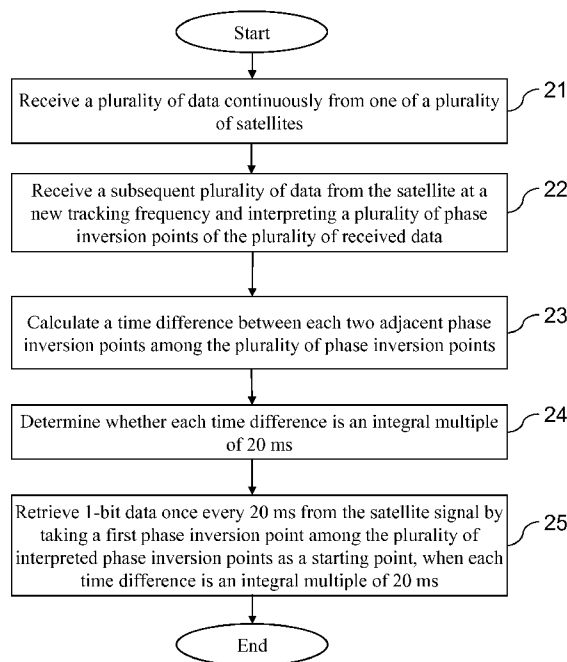 Start
Receive a plurality of data continuously from one of a plurality
of satellites
21
Receive a subsequent plurality of data from the satellite at a
new tracking frequency and interpreting a plurality of phase
inversion points of the plurality of received data
22
Calculate a time difference between each two adjacent phase
inversion points among the plurality of phase inversion points
23
Determine whether each time difference is an integral multiple
of 20 ms
24
Retrieve 1-bit data once every 20 ms from the satellite signal by
taking a first phase inversion point among the plurality of
interpreted phase inversion points as a starting point, when each
time difference is an integral multiple of 20 ms
25
End